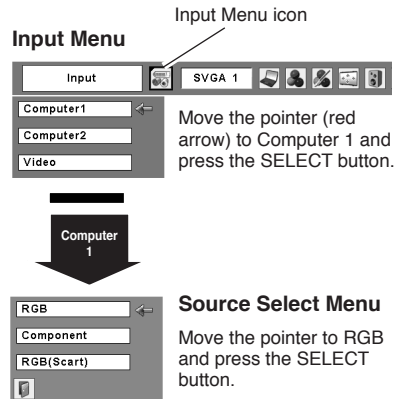 Input Menu icon
Input Menu
Input
SVGA 1
Computer1
Computer2
Video
Move the pointer (red
arrow) to Computer 1 and
press the SELECT button.
Computer
1
RGB
Component
RGB(Scart)
Source Select Menu
Move the pointer to RGB
and press the SELECT
button.